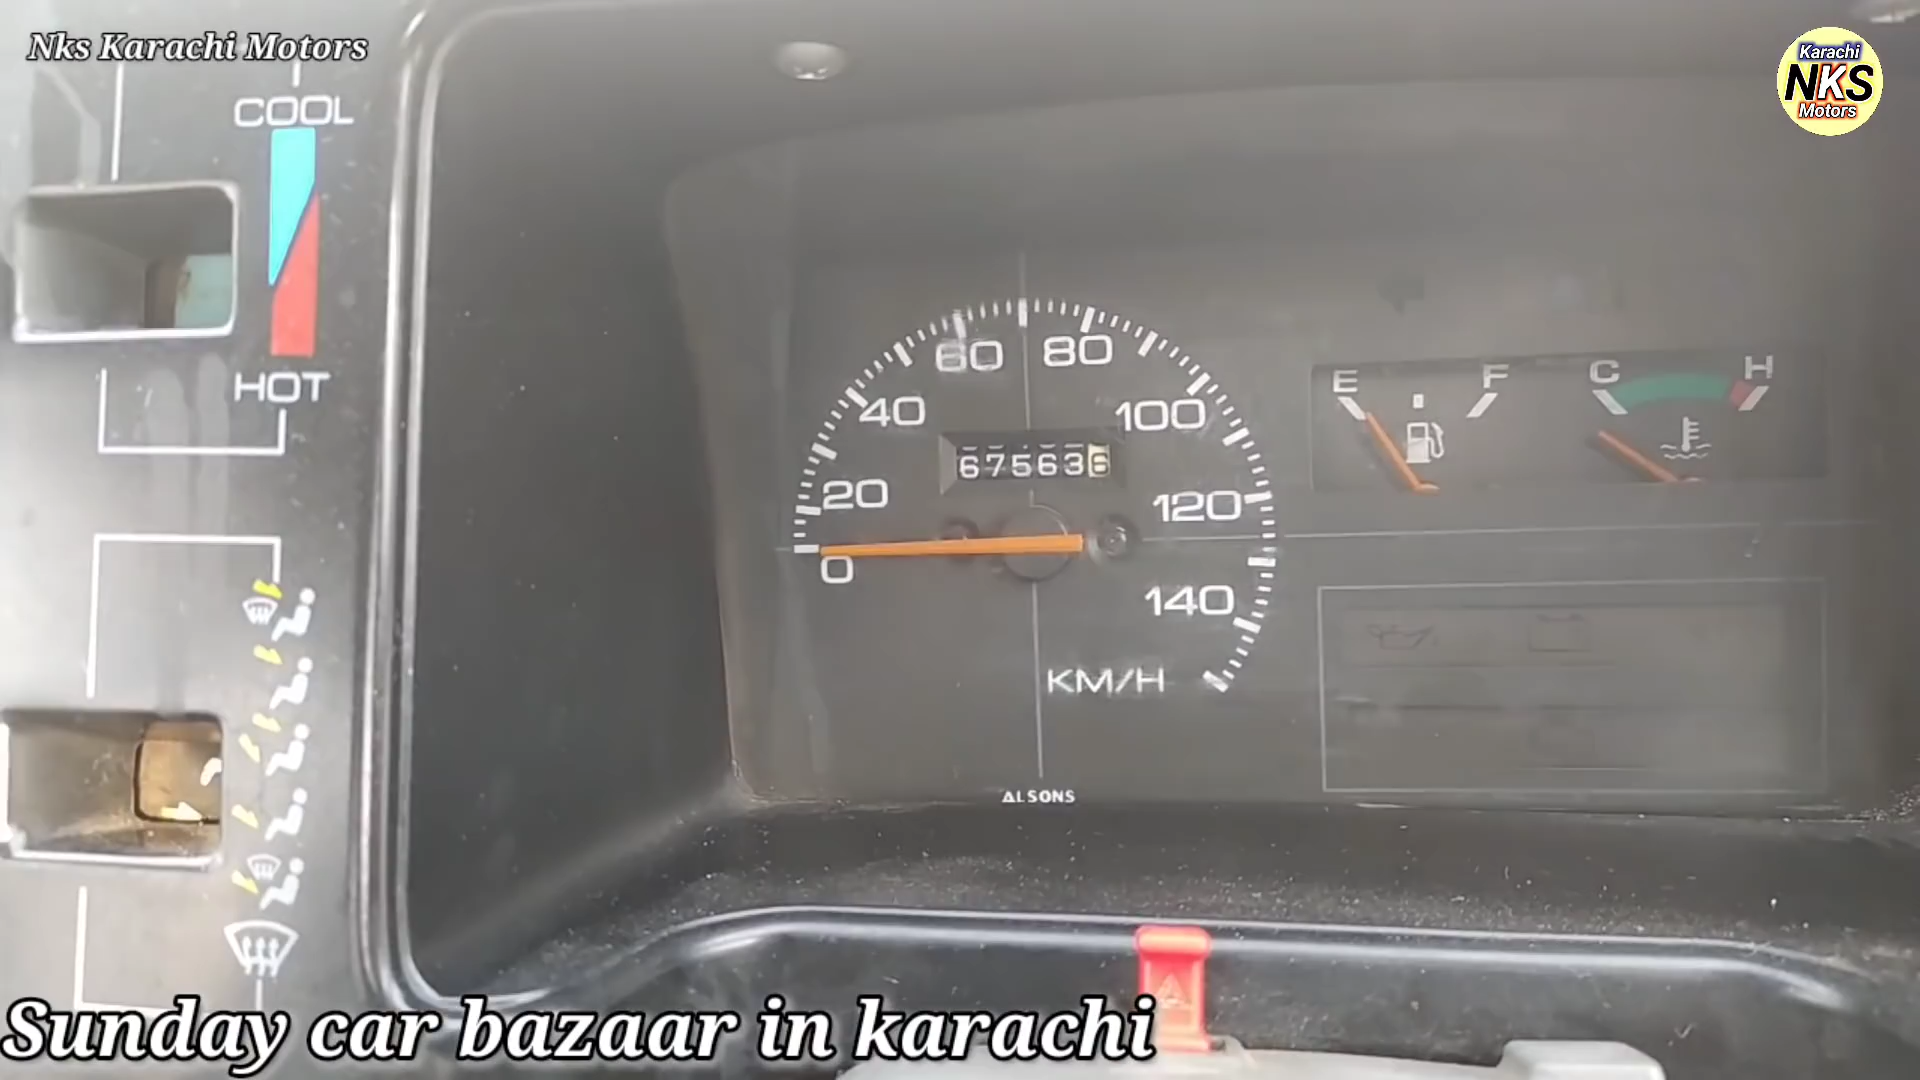 Nks Karachi Motors
Karachi
NKS
Motors
COOL
HOT
0
20
40
60
80
100
120
140
KM/H
675636
E
F
C
H
ALSONS
Sunday car bazaar in karachi